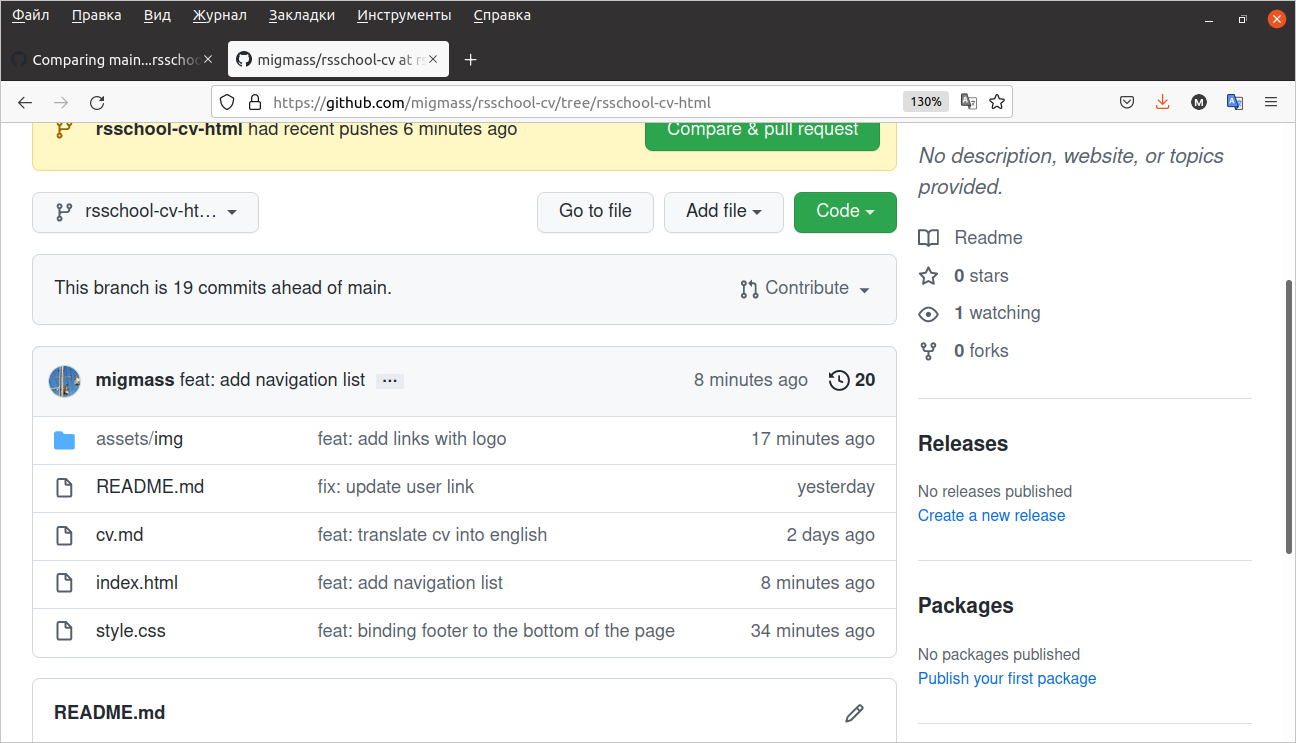 Файл Правка Вид Журнал Закладки Инструменты Справка
Comparing main...rsscho migmass/rsschool-cv at rs
https://github.com/migmass/rsschool-cv/tree/rsschool-cv-html 130% M
rsschool-cv-html had recent pushes 6 minutes ago Compare & pull request
No description, website, or topics
provided.
rsschool-cv-ht... Go to file Add file Code
Readme
0 stars
This branch is 19 commits ahead of main. Contribute
1 watching
0 forks
migmass feat: add navigation list ... 8 minutes ago 20
assets/img feat: add links with logo 17 minutes ago
Releases
README.md fix: update user link yesterday
No releases published
Create a new release
cv.md feat: translate cv into english 2 days ago
index.html feat: add navigation list 8 minutes ago
Packages
style.css feat: binding footer to the bottom of the page 34 minutes ago
No packages published
Publish your first package
README.md